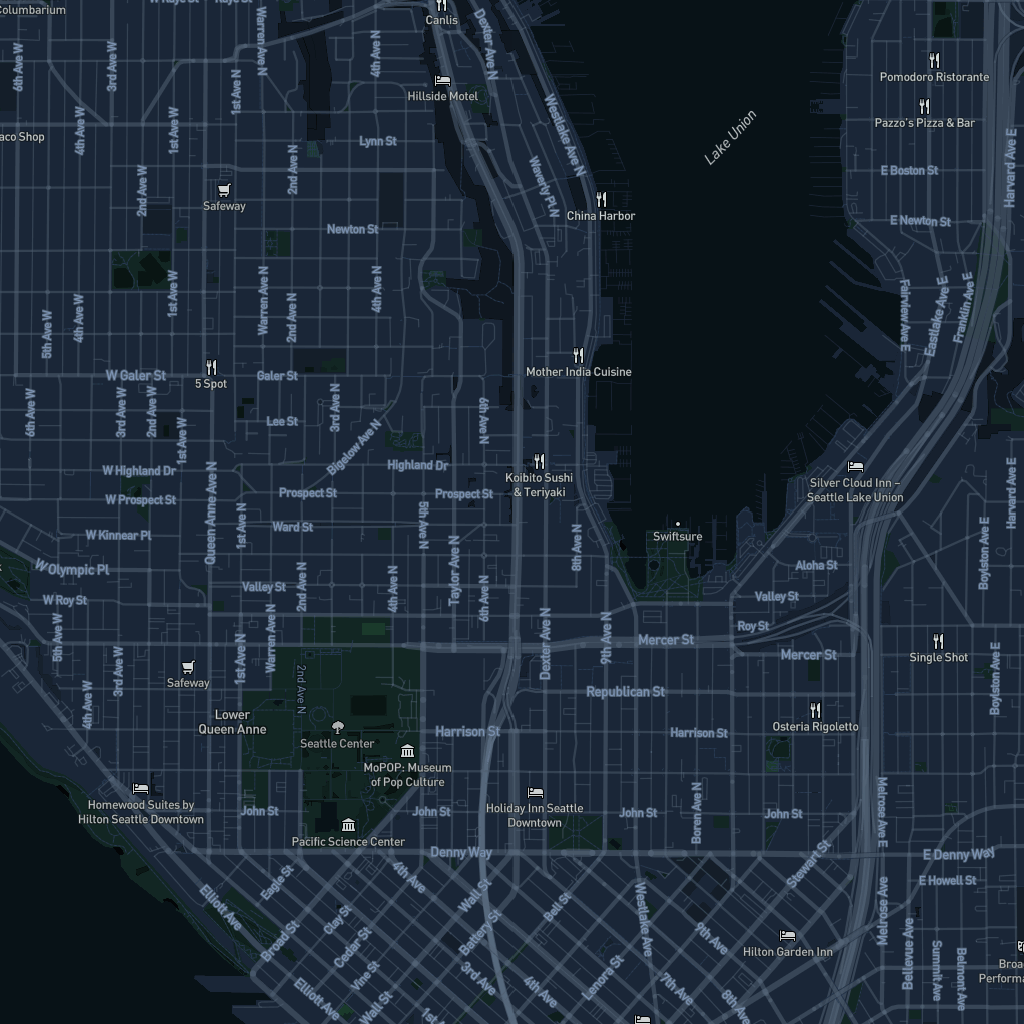 W Raye St
Raye St
Columbarium
Canlis
6th Ave W
3rd Ave W
Warren Ave N
4th Ave N
Dexter Ave N
Pomodoro Ristorante
Hillside Motel
1st Ave N
Westlake Ave N
Pazzo's Pizza & Bar
Lake Union
aco Shop
4th Ave W
1st Ave W
Lynn St
Harvard Ave E
2nd Ave W
2nd Ave N
E Boston St
Safeway
Waverly Pl N
China Harbor
Newton St
E Newton St
1st Ave W
Warren Ave N
4th Ave N
Fairview Ave E
Eastlake Ave E
Franklin Ave E
5th Ave W
4th Ave W
2nd Ave N
Mother India Cuisine
W Galer St
5 Spot
Galer St
6th Ave W
3rd Ave W
2nd Ave W
1st Ave W
3rd Ave N
6th Ave N
Lee St
Bigelow Ave N
W Highland Dr
Highland Dr
Koibito Sushi
& Teriyaki
Silver Cloud Inn –
Seattle Lake Union
Harvard Ave E
W Prospect St
Queen Anne Ave N
Prospect St
Prospect St
W Kinnear Pl
1st Ave N
Ward St
5th Ave N
8th Ave N
Swiftsure
Boylston Ave E
W Olympic Pl
Taylor Ave N
Aloha St
Valley St
2nd Ave N
4th Ave N
6th Ave N
Valley St
W Roy St
5th Ave W
Warren Ave N
Dexter Ave N
9th Ave N
Roy St
Mercer St
Mercer St
Single Shot
3rd Ave W
Safeway
1st Ave N
2nd Ave N
Boylston Ave E
4th Ave W
Republican St
Lower
Queen Anne
Seattle Center
Harrison St
Harrison St
Osteria Rigoletto
MoPOP: Museum
of Pop Culture
Homewood Suites by
Hilton Seattle Downtown
John St
John St
Holiday Inn Seattle
Downtown
John St
Boren Ave N
John St
Melrose Ave E
Pacific Science Center
Denny Way
E Denny Way
Stewart St
Eagle St
4th Ave
Wall St
E Howell St
Elliott Ave
Clay St
Bell St
Westlake Ave
Melrose Ave
Broad St
Cedar St
Battery St
9th Ave
Hilton Garden Inn
Bellevue Ave
Summit Ave
Belmont Ave
Vine St
3rd Ave
Lenora St
7th Ave
Broa
Performa
Elliott Ave
Wall St
1st A
4th Ave
8th Ave